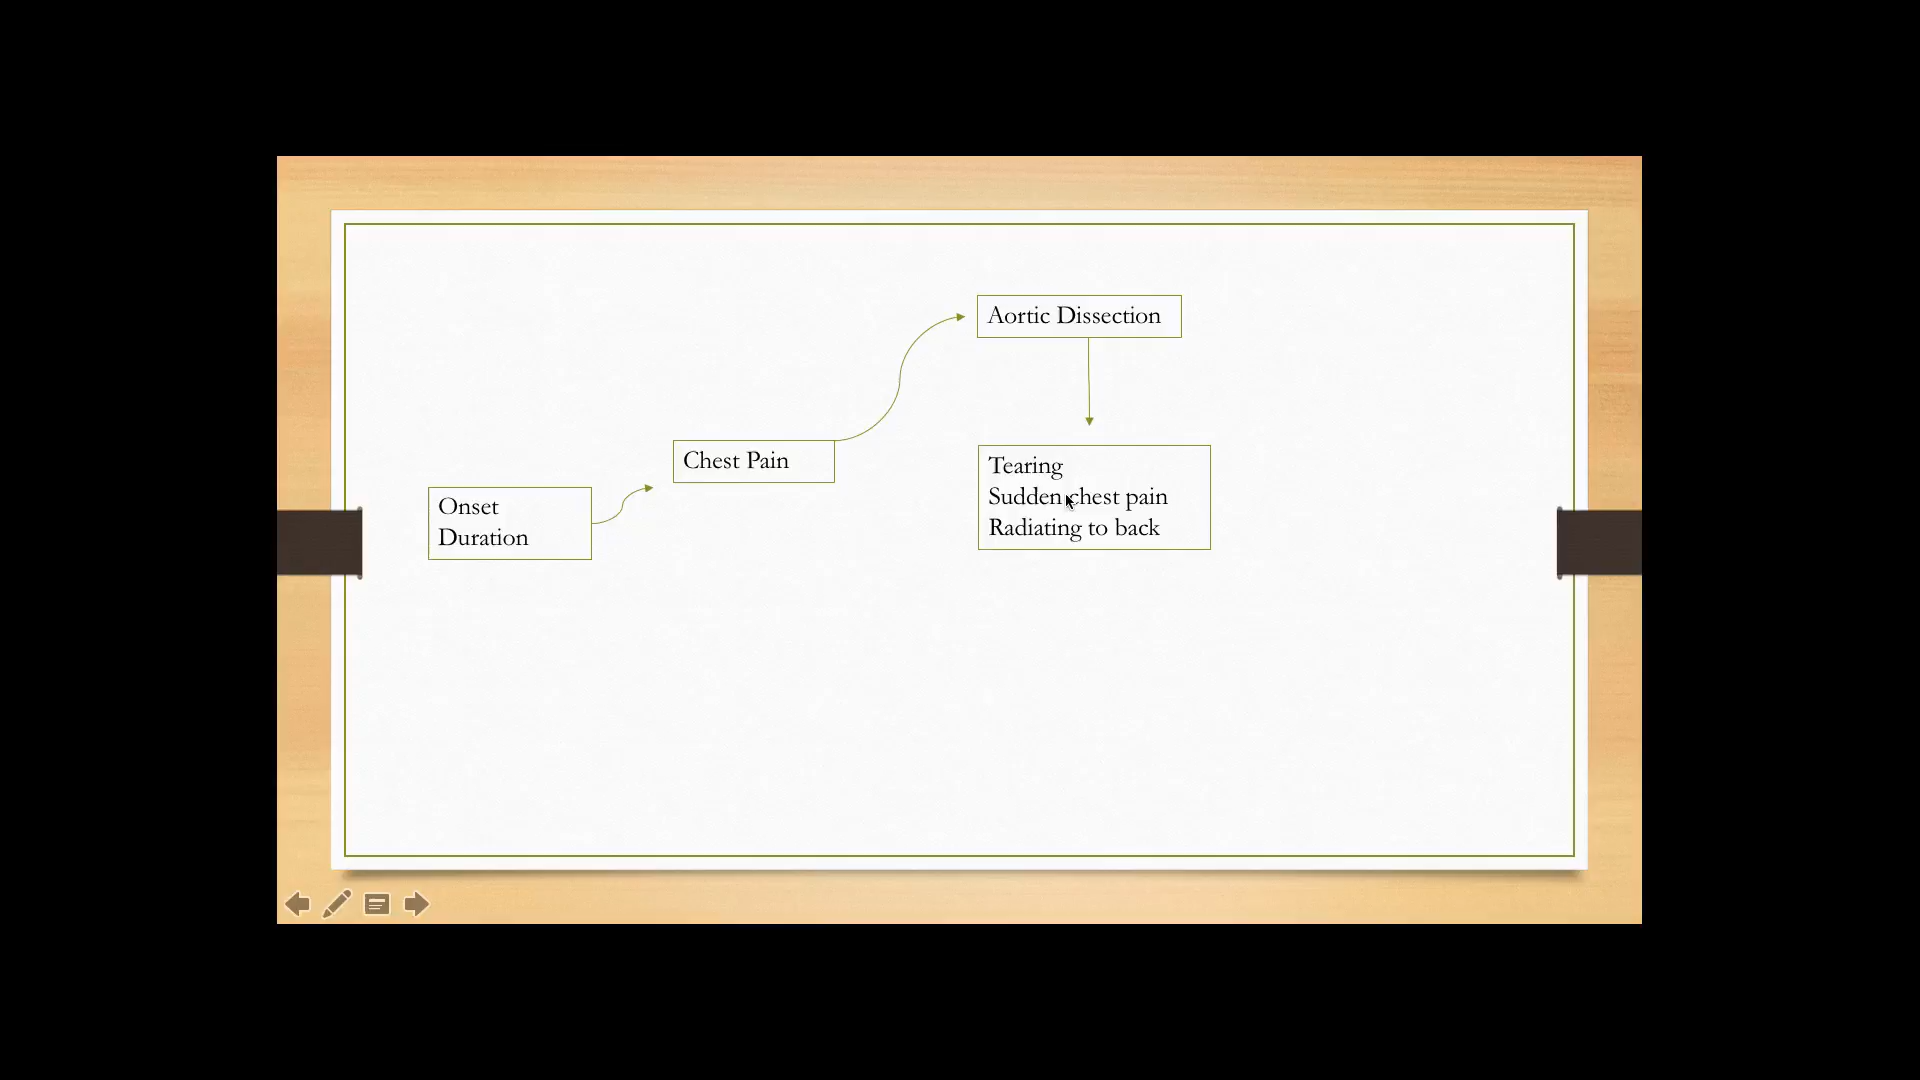 Aortic Dissection
Chest Pain
Onset
Duration
Tearing
Sudden chest pain
Radiating to back